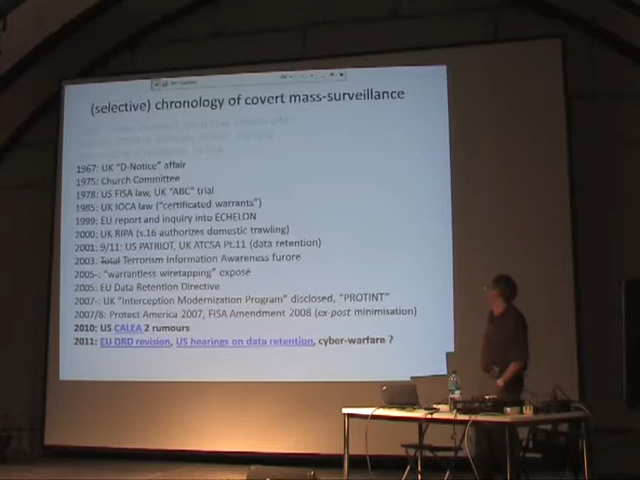 (selective) chronology of covert mass-surveillance
1967: UK "D-Notice" affair
1975: Church Committee
1978: US FISA law, UK "ABC" trial
1985: UK IOCA law ("certificated warrants")
1999: EU report and inquiry into ECHELON
2000: UK RIPA (s.16 authorizes domestic trawling)
2001: 9/11: US PATRIOT, UK ATCSA Pt.11 (data retention)
2003: Total Terrorism Information Awareness furore
2005-: "warrantless wiretapping" exposé
2005: EU Data Retention Directive
2007-: UK "Interception Modernization Program" disclosed, "PROTINT"
2007/8: Protect America 2007, FISA Amendment 2008 (ex-post minimisation)
2010: US CALEA 2 rumours
2011: EU DRD revision, US hearings on data retention, cyber-warfare ?